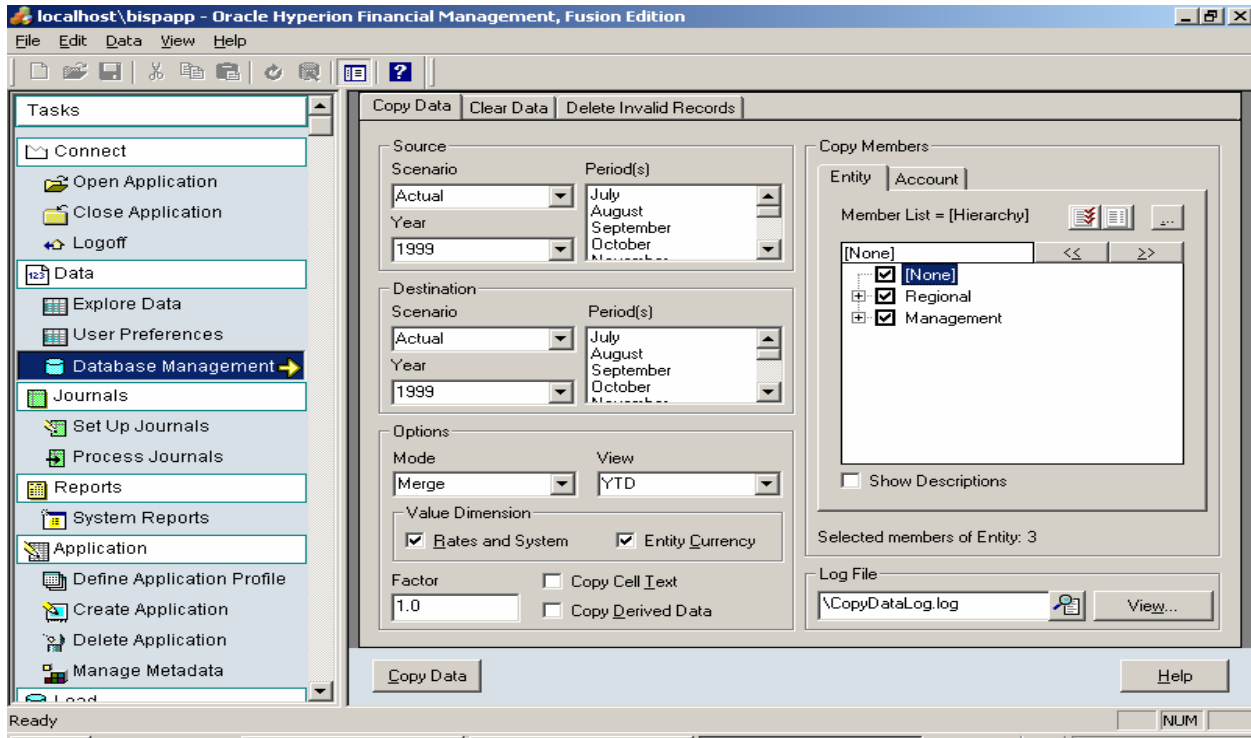 localhost\bispapp - Oracle Hyperion Financial Management, Fusion Edition
File Edit Data View Help
Tasks
Connect
Open Application
Close Application
Logoff
Data
Explore Data
User Preferences
Database Management
Journals
Set Up Journals
Process Journals
Reports
System Reports
Application
Define Application Profile
Create Application
Delete Application
Manage Metadata
Load
Copy Data Clear Data Delete Invalid Records
Source
Scenario Period(s)
Actual
July
August
September
October
November
Year
1999
Destination
Scenario Period(s)
Actual
July
August
September
October
Year
1999
Options
Mode View
Merge YTD
Value Dimension
Rates and System Entity Currency
Factor
1.0
Copy Cell Text
Copy Derived Data
Copy Members
Entity Account
Member List = [Hierarchy]
...
[None] << >>
[None]
Regional
Management
Show Descriptions
Selected members of Entity: 3
Log File
\CopyDataLog.log View...
Copy Data Help
Ready NUM